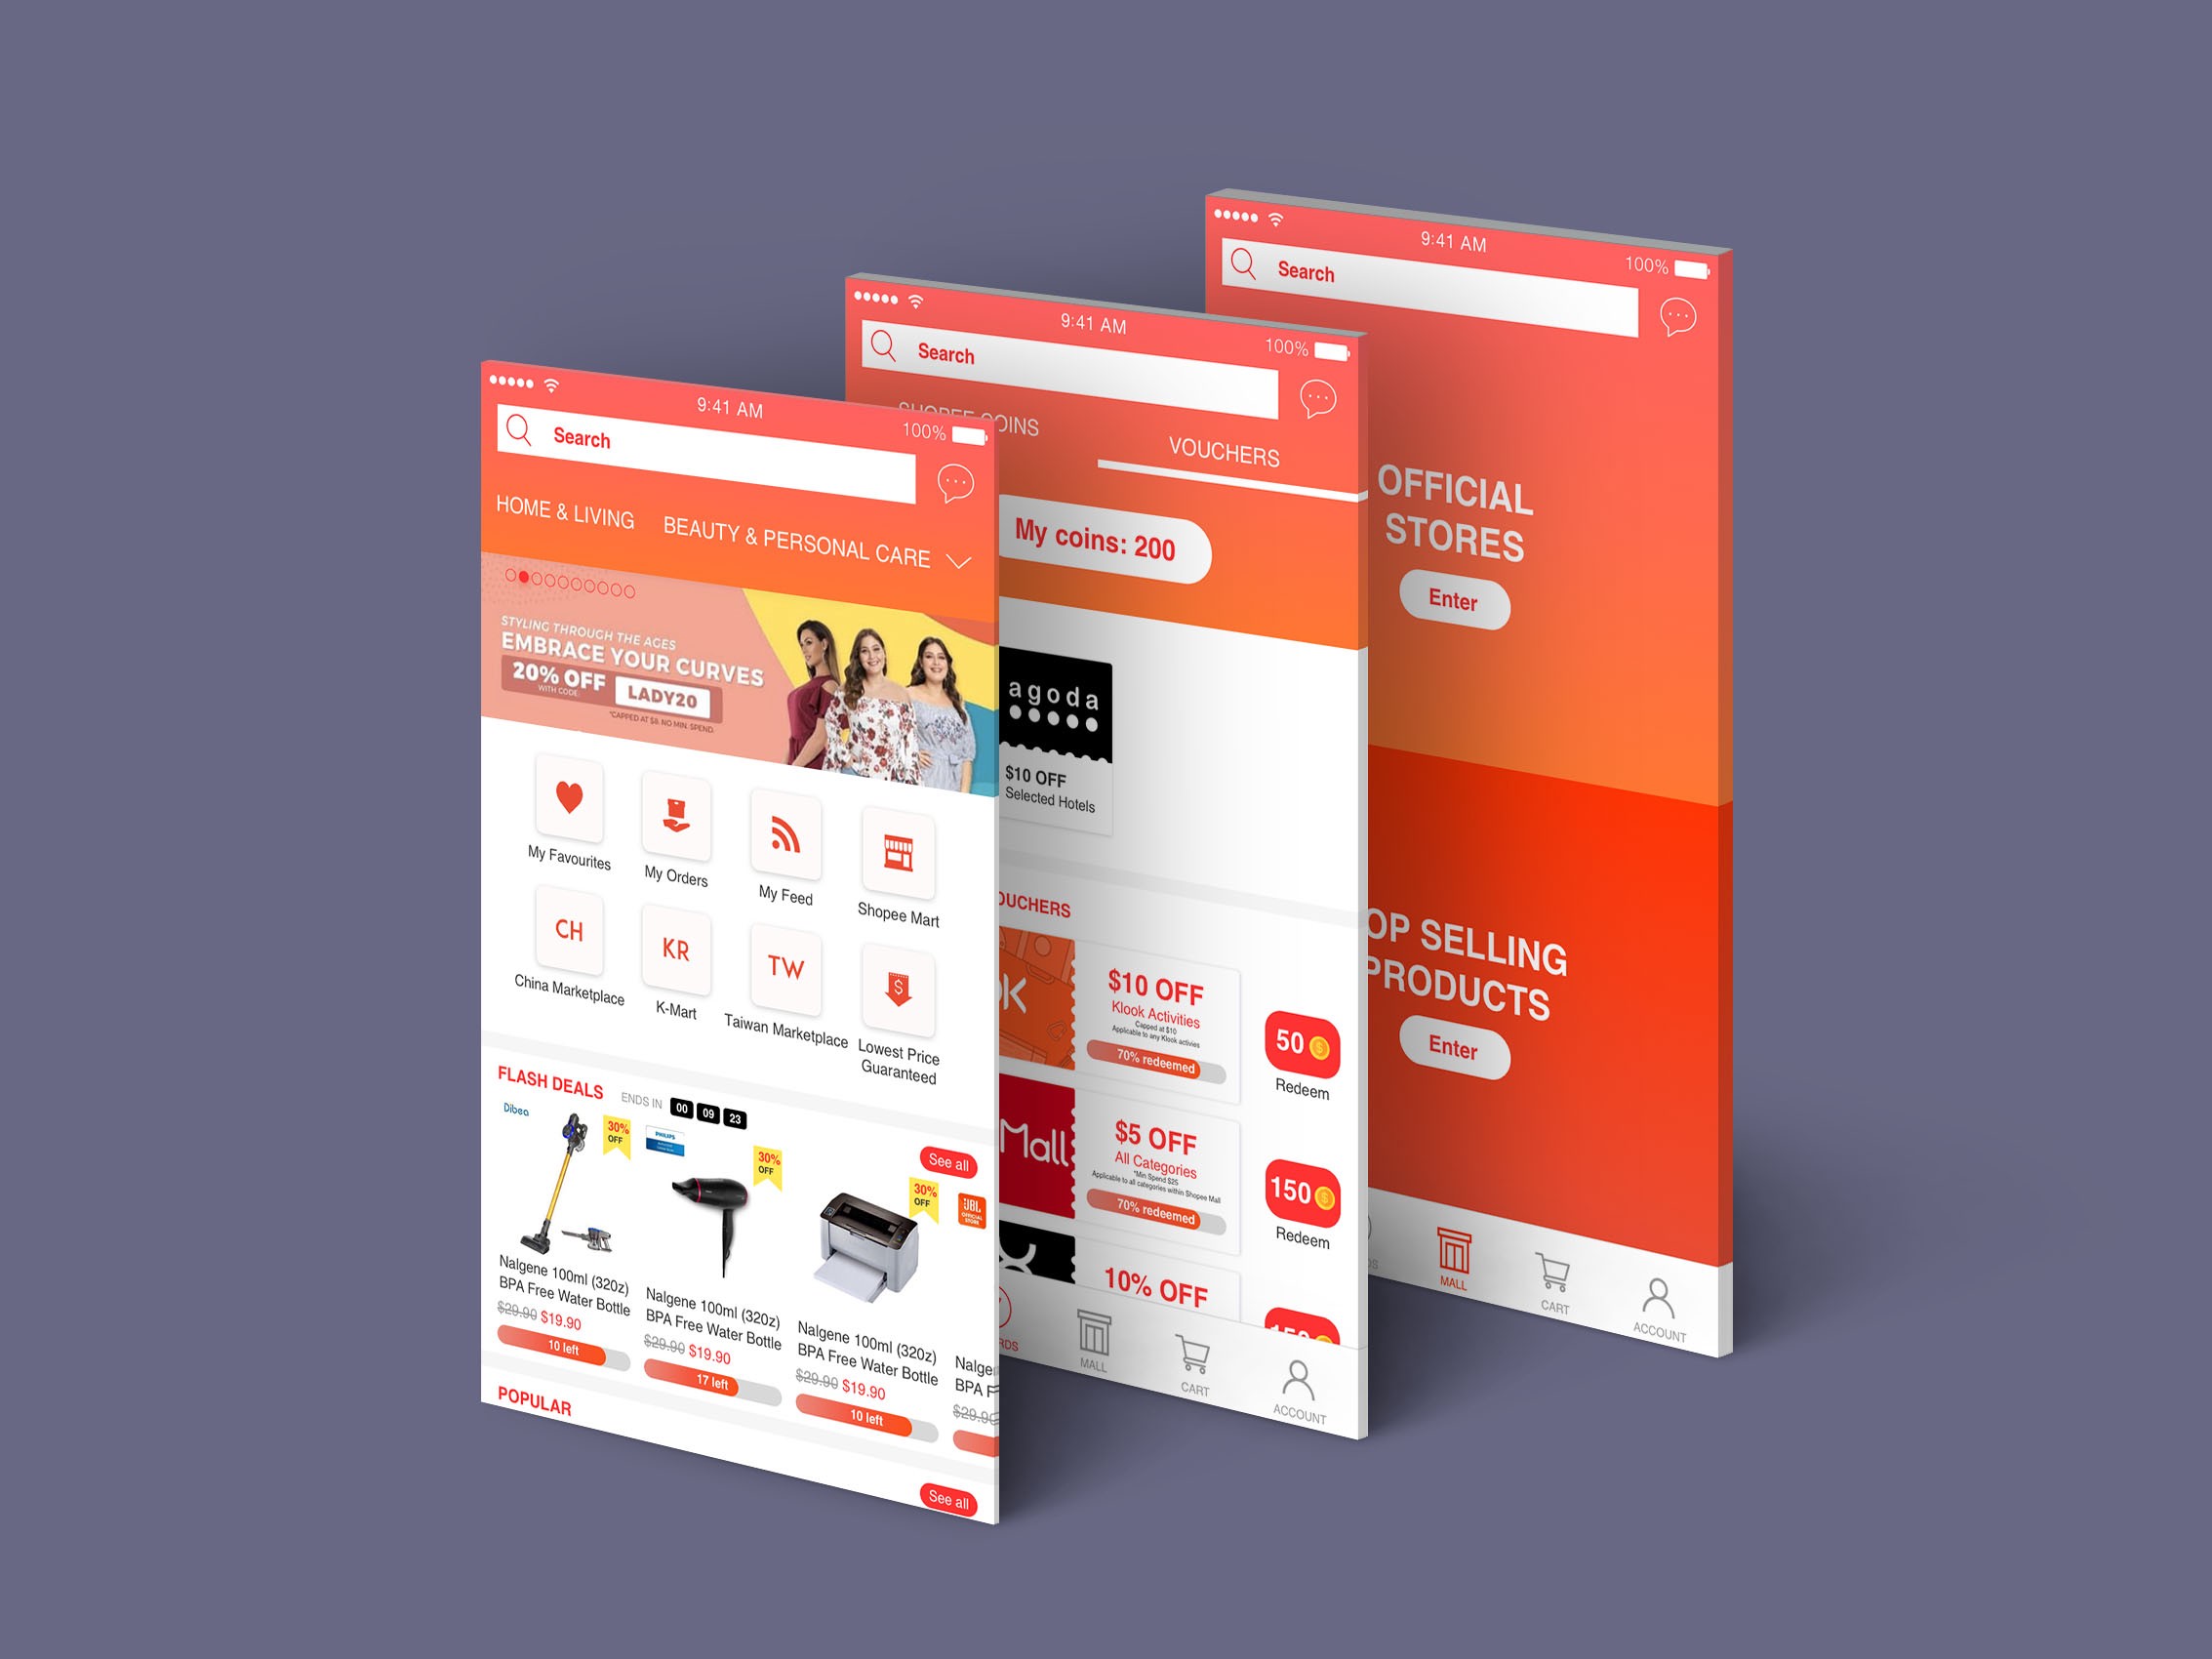 9:41 AM
100%
Search
HOME & LIVING
BEAUTY & PERSONAL CARE
STYLING THROUGH THE AGES
EMBRACE YOUR CURVES
20% OFF
WITH CODE:
LADY20
*CAPPED AT $8. NO MIN. SPEND.
My Favourites
My Orders
My Feed
Shopee Mart
CH
KR
TW
$
China Marketplace
K-Mart
Taiwan Marketplace
Lowest Price
Guaranteed
FLASH DEALS
ENDS IN
00 09 23
See all
Dibea
30%
OFF
PHILIPS
30%
OFF
30%
OFF
JBL
OFFICIAL
STORE
Nalgene 100ml (320z)
BPA Free Water Bottle
$29.90 $19.90
10 left
Nalgene 100ml (320z)
BPA Free Water Bottle
$29.90 $19.90
17 left
Nalgene 100ml (320z)
BPA Free Water Bottle
$29.90 $19.90
10 left
Nalge
BPA F
$29.90
POPULAR
See all
9:41 AM
100%
Search
SHOPEE COINS
VOUCHERS
My coins: 200
agoda
$10 OFF
Selected Hotels
OUCHERS
OK
$10 OFF
Klook Activities
Capped at $10
Applicable to any Klook activies
70% redeemed
50 $
Redeem
Mall
$5 OFF
All Categories
*Min Spend $25
Applicable to all categories within Shopee Mall
70% redeemed
150 $
Redeem
10% OFF
150
RDS
MALL
CART
ACCOUNT
9:41 AM
100%
Search
OFFICIAL
STORES
Enter
OP SELLING
PRODUCTS
Enter
DS
MALL
CART
ACCOUNT